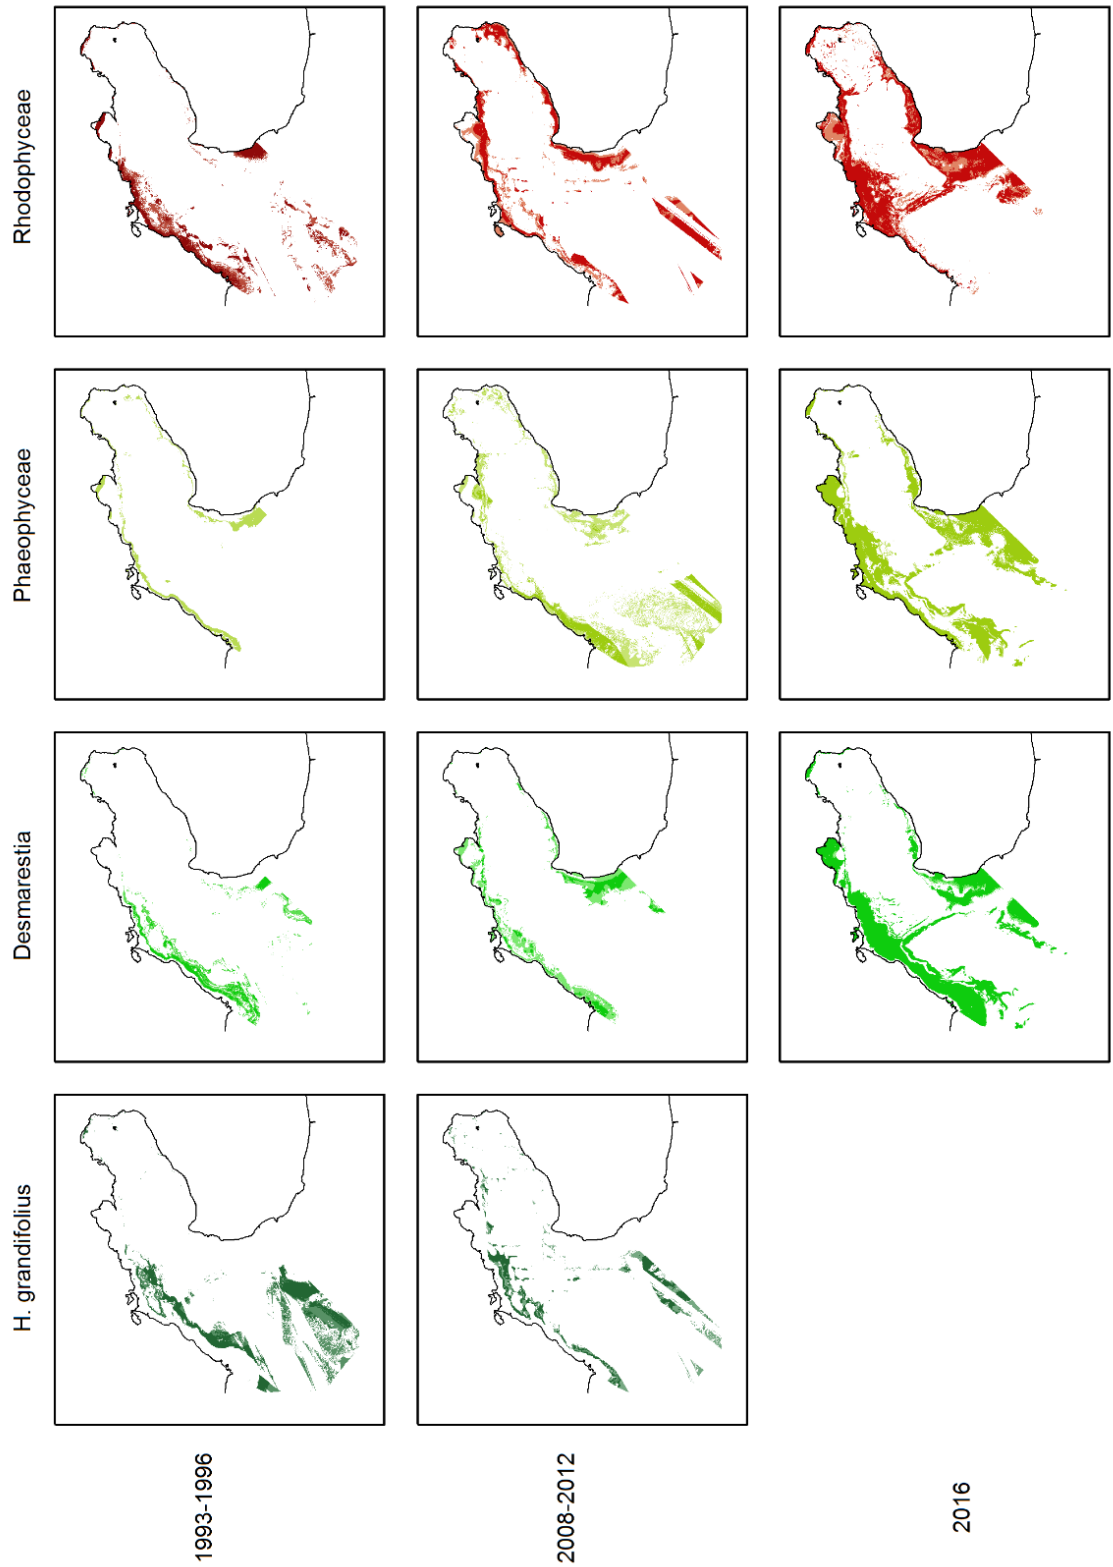 H. grandifolius
Desmarestia
Phaeophyceae
Rhodophyceae
1993-1996
2008-2012
2016